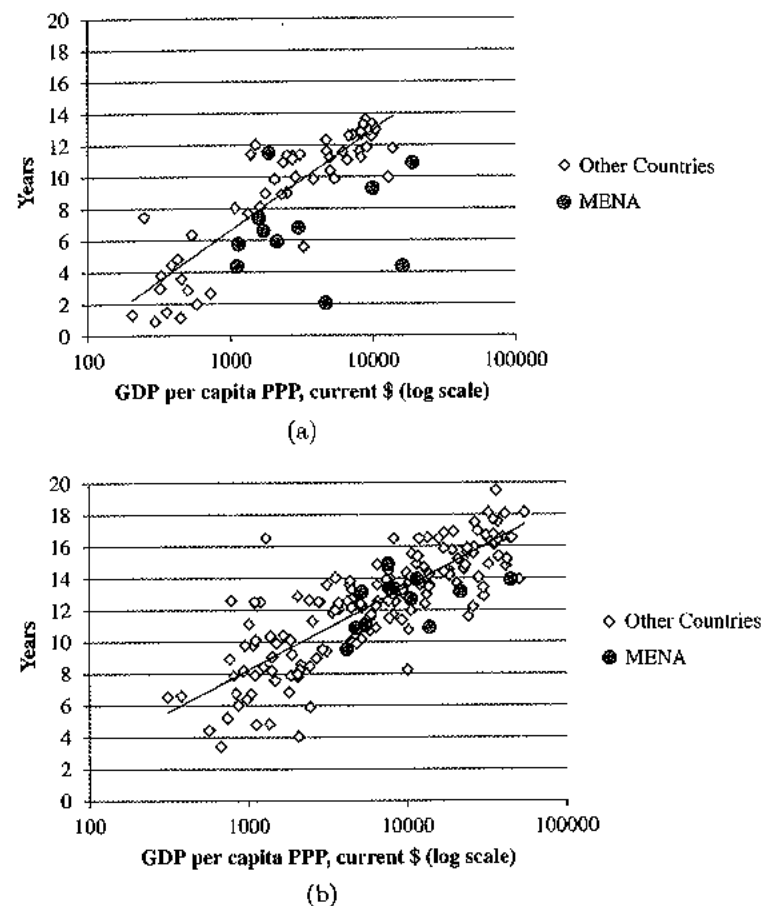 20
18
16
14
12
10
8
6
4
2
0
Years
100 1000 10000 100000
GDP per capita PPP, current $ (log scale)
Other Countries
MENA
(a)
20
18
16
14
12
10
8
6
4
2
0
Years
100 1000 10000 100000
GDP per capita PPP, current $ (log scale)
Other Countries
MENA
(b)